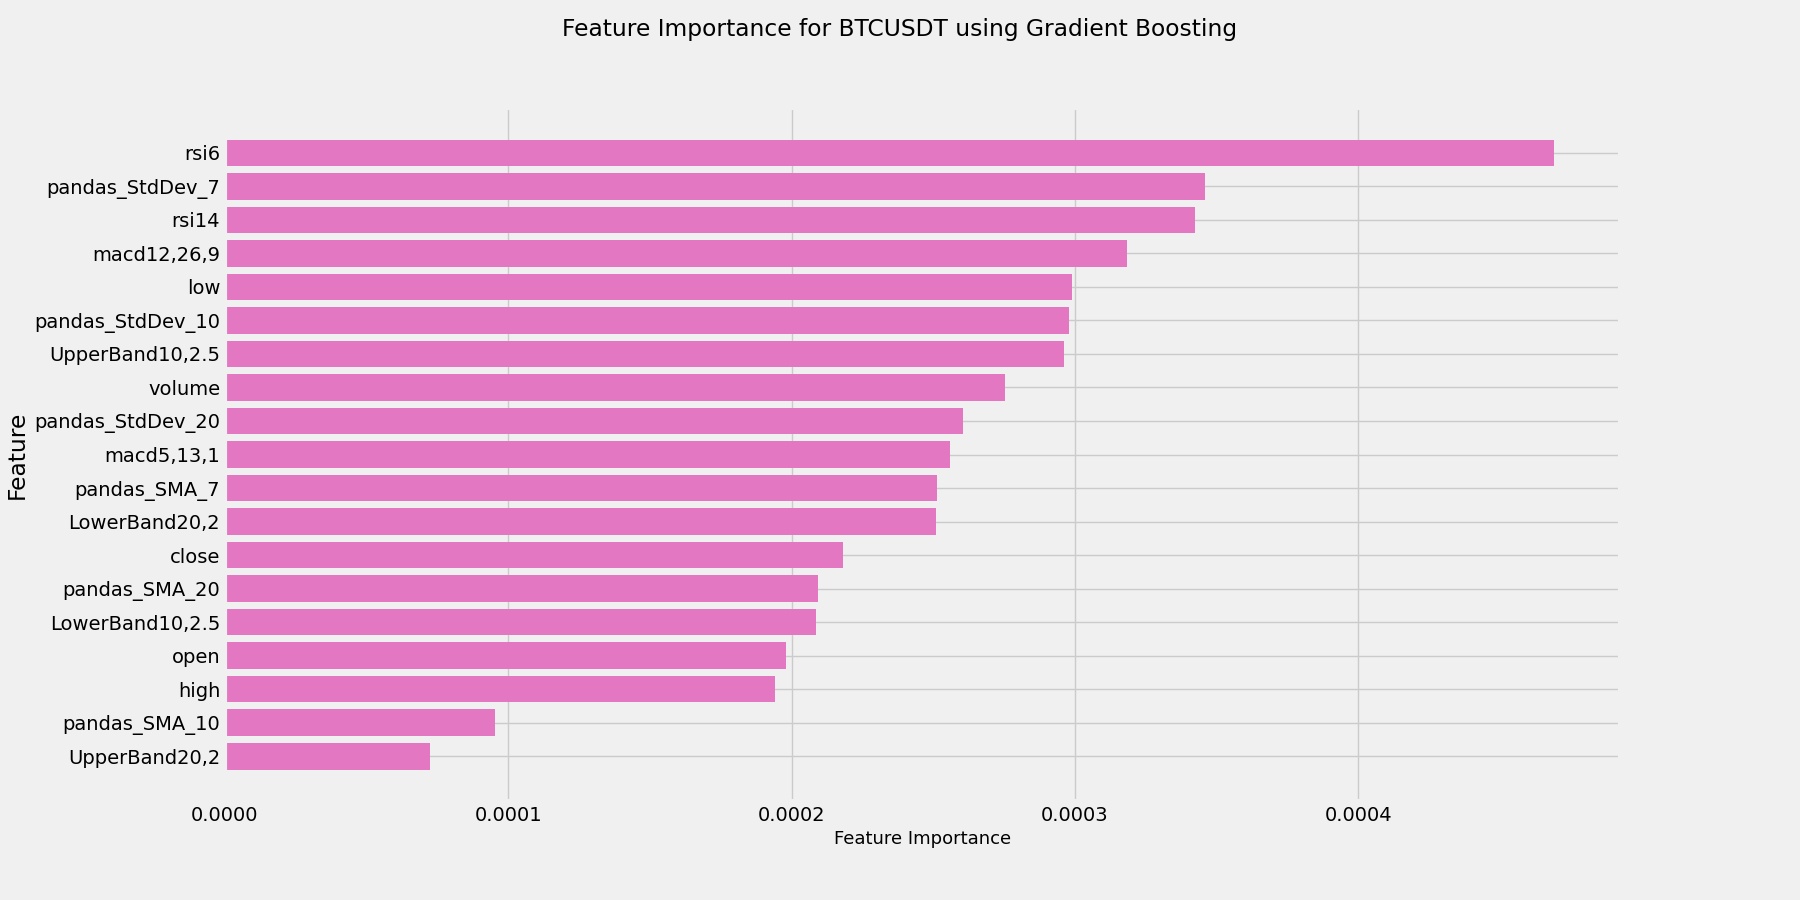 Feature Importance for BTCUSDT using Gradient Boosting
Feature
rsi6
pandas_StdDev_7
rsi14
macd12,26,9
low
pandas_StdDev_10
UpperBand10,2.5
volume
pandas_StdDev_20
macd5,13,1
pandas_SMA_7
LowerBand20,2
close
pandas_SMA_20
LowerBand10,2.5
open
high
pandas_SMA_10
UpperBand20,2
0.0000 0.0001 0.0002 0.0003 0.0004
Feature Importance